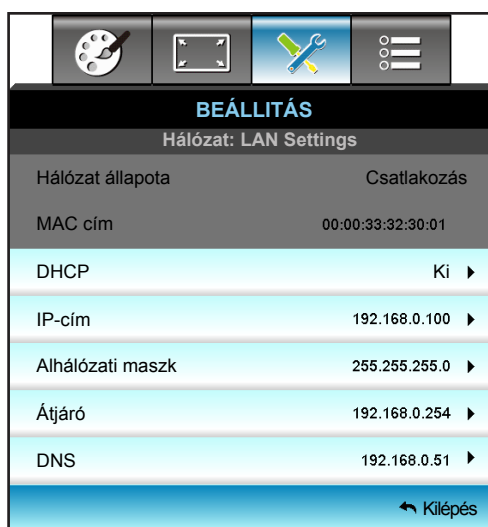 BEÁLLITÁS
Hálózat: LAN Settings
Hálózat állapota Csatlakozás
MAC cím 00:00:33:32:30:01
DHCP Ki
IP-cím 192.168.0.100
Alhálózati maszk 255.255.255.0
Átjáró 192.168.0.254
DNS 192.168.0.51
Kilépés